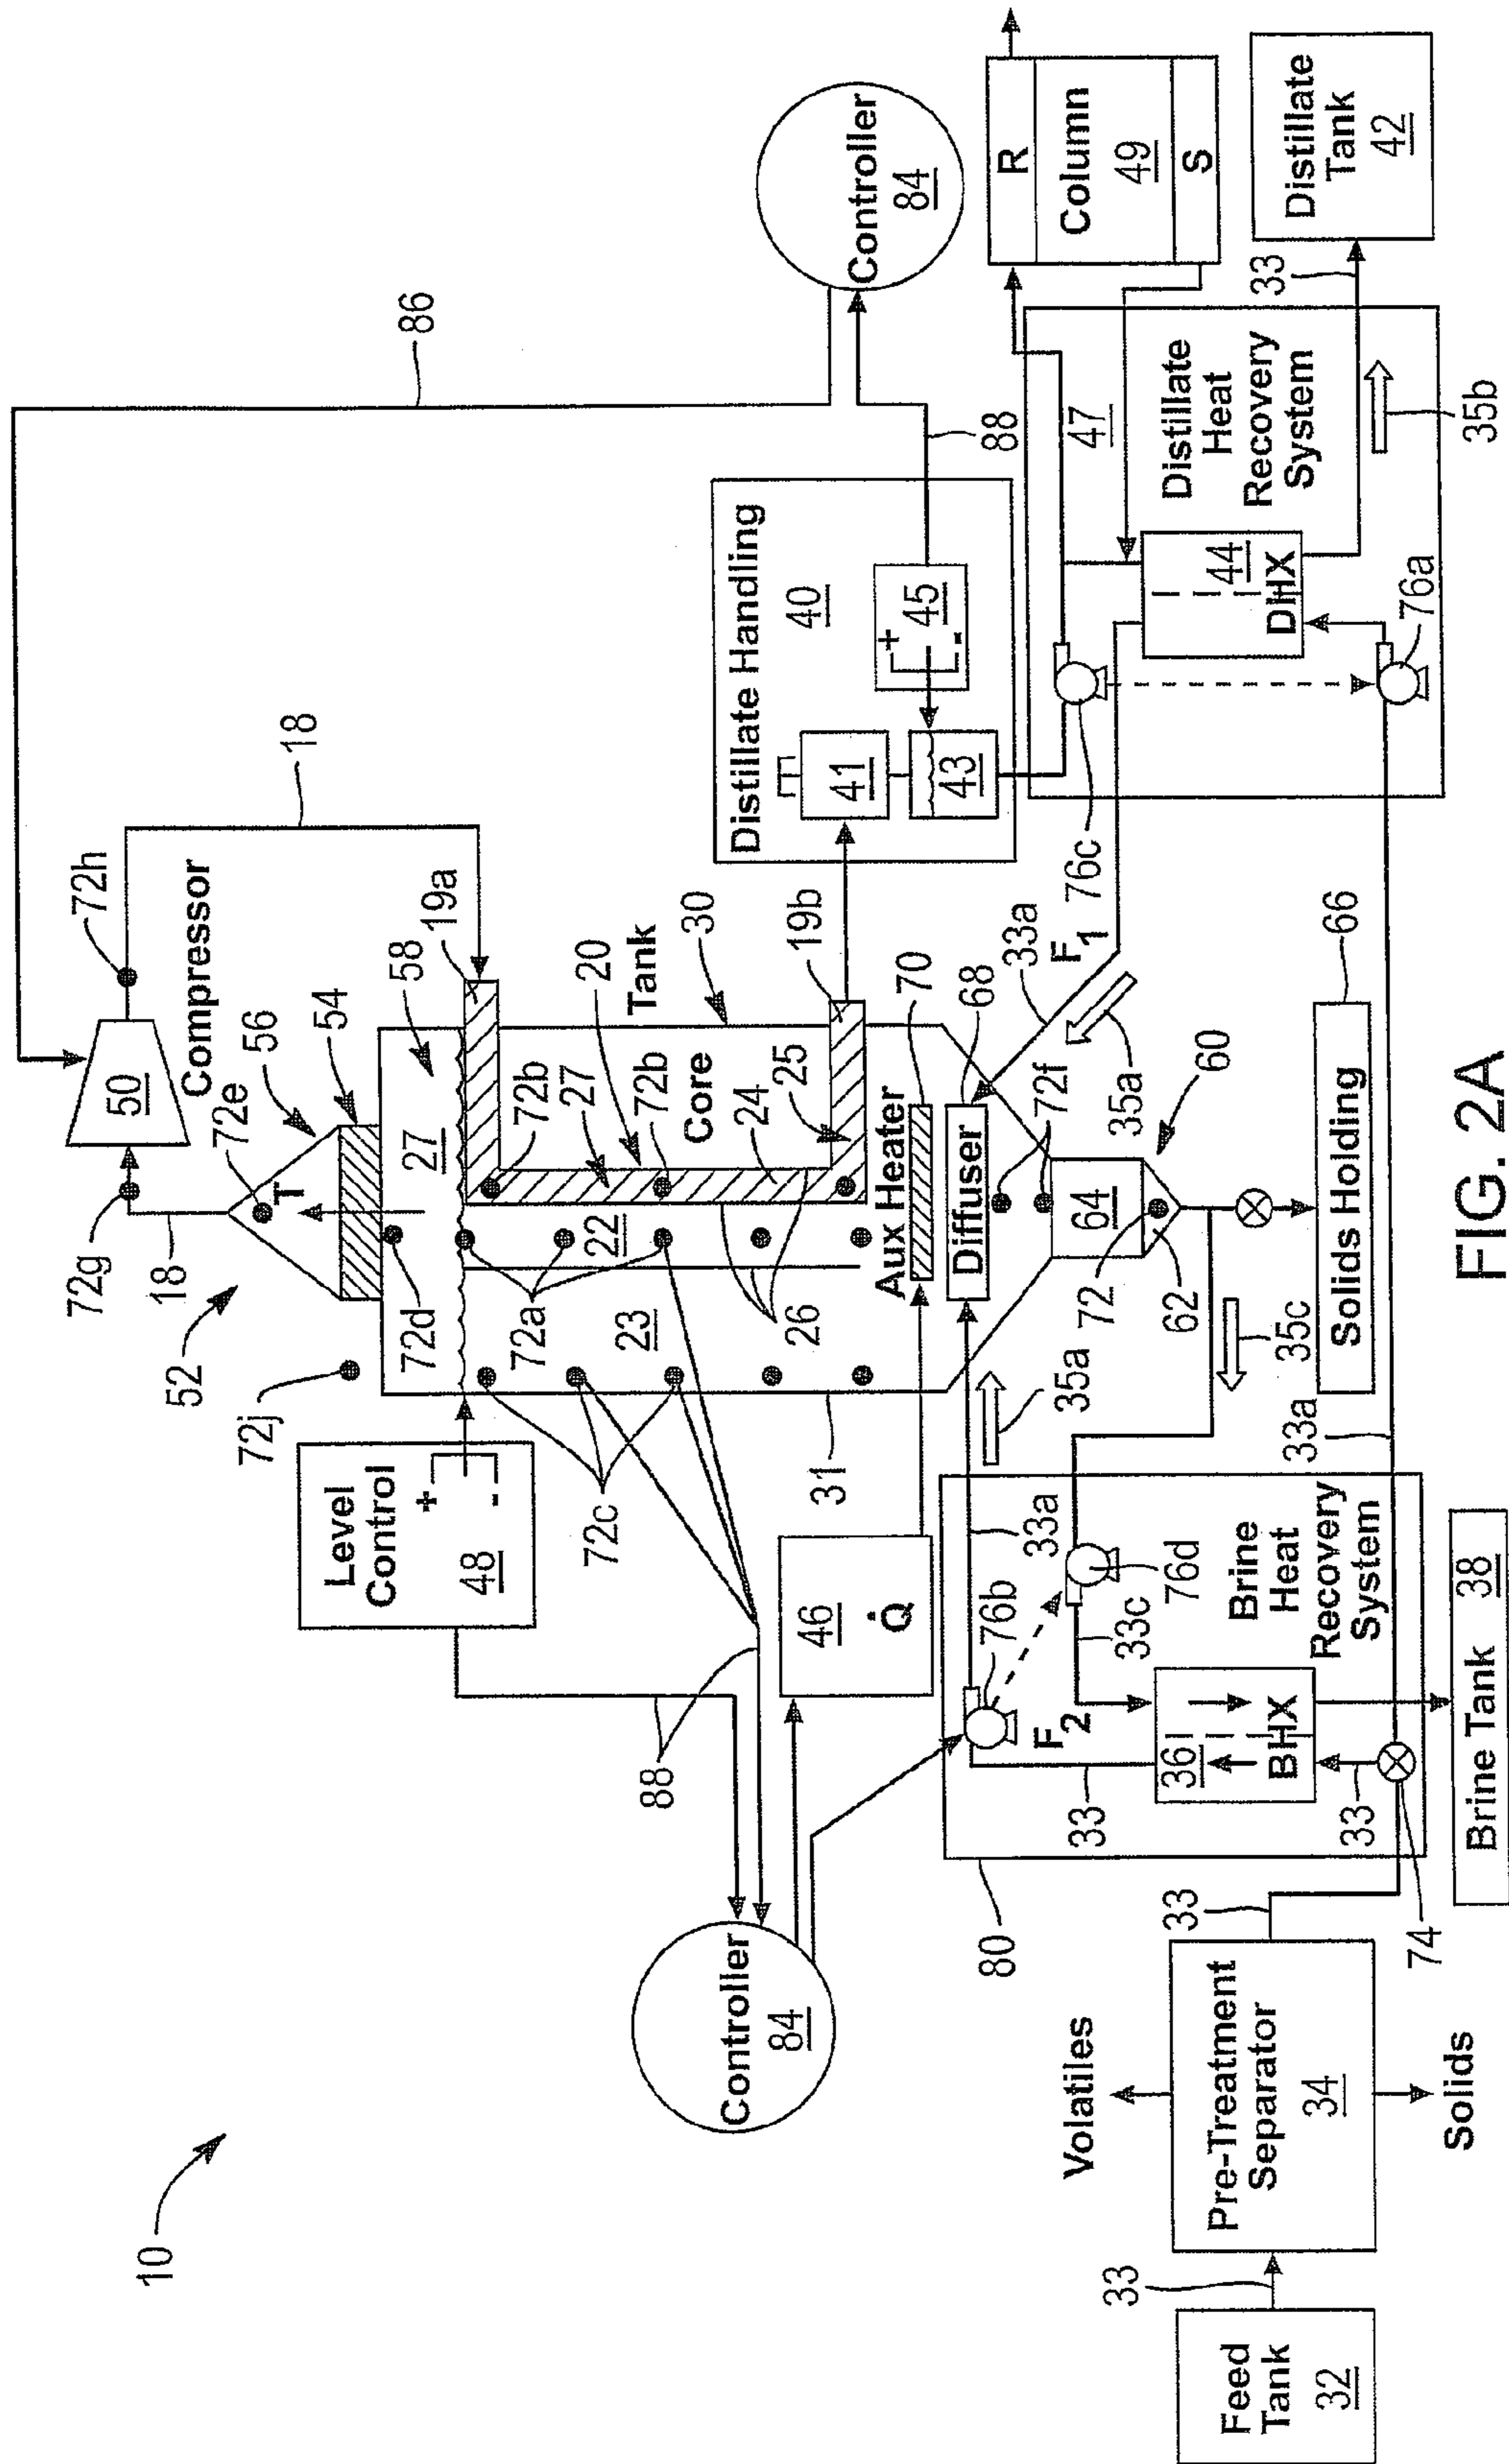 10
86
18
72h
Compressor
50
72g
18
72e
56
54
52
T
58
19a
72j
72d
27
Level
Control
48
+
-
72b
27
20
Tank
30
72a
22
72b
Core
24
25
19b
23
26
72c
31
88
Aux Heater
70
Diffuser
68
72f
35a
33a
F1
60
64
72
62
35c
Solids Holding
66
Distillate Handling
40
41
43
+
45
-
88
Controller
84
R
Column
49
S
47
76c
Distillate
Heat
Recovery
System
44
DHX
76a
33
35b
Distillate
Tank
42
Controller
84
88
46
Q̇
35a
33a
76b
F2
76d
33c
Brine
Heat
Recovery
System
36
BHX
33
33
33a
80
74
Brine Tank 38
Volatiles
Pre-Treatment
Separator
34
Solids
33
33
Feed
Tank
32
FIG. 2A